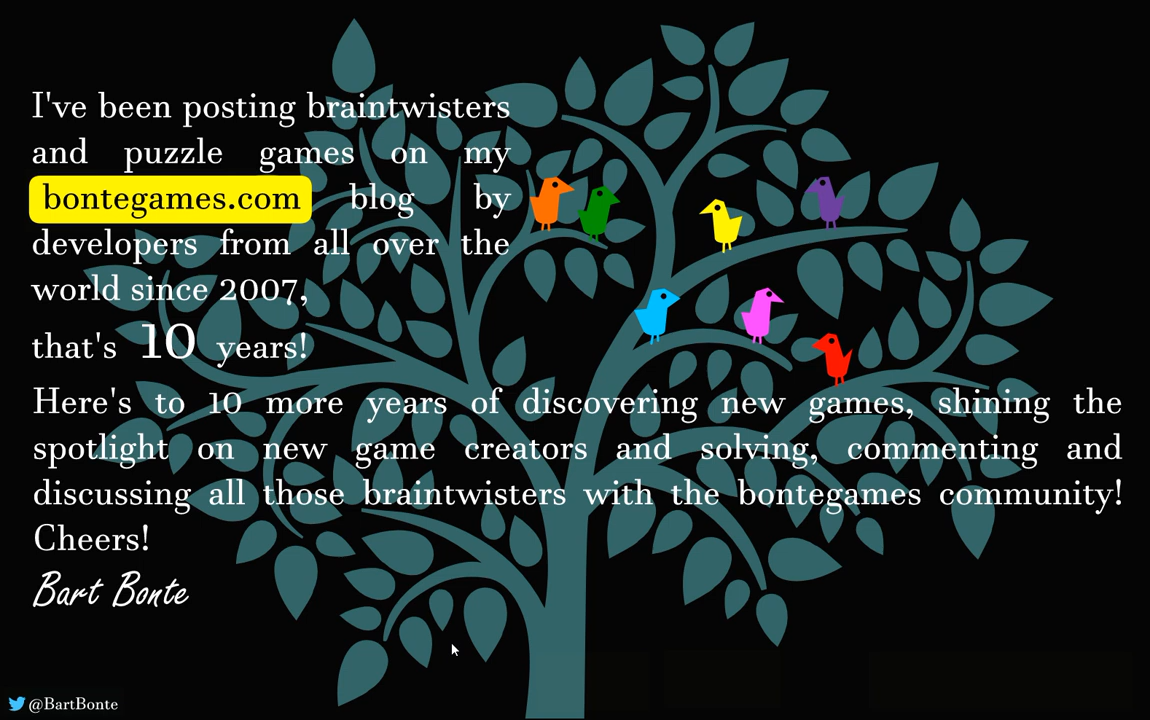 I've been posting braintwisters
and puzzle games on my
bontegames.com blog by
developers from all over the
world since 2007,
that's 10 years!
Here's to 10 more years of discovering new games, shining the
spotlight on new game creators and solving, commenting and
discussing all those braintwisters with the bontegames community!
Cheers!
Bart Bonte
@BartBonte